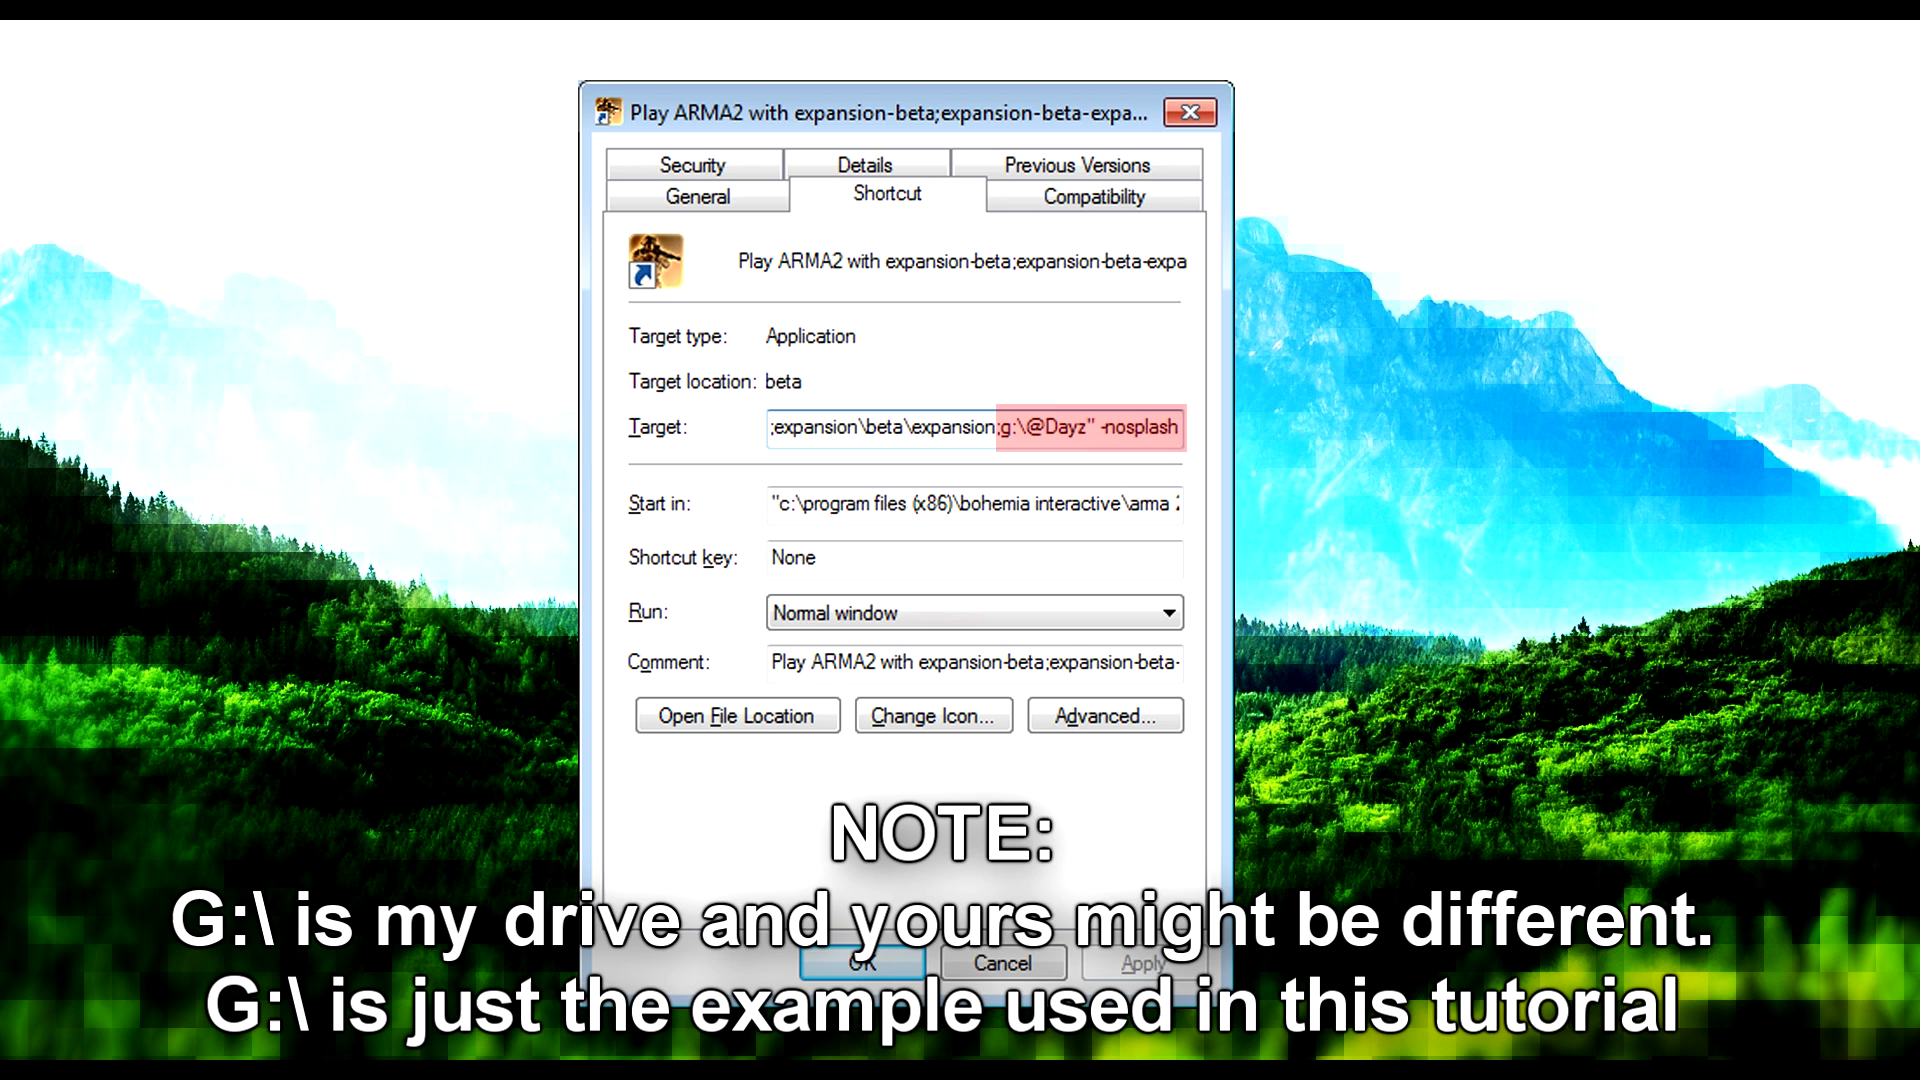 Play ARMA2 with expansion-beta;expansion-beta-expa...
Security Details Previous Versions
General Shortcut Compatibility
Play ARMA2 with expansion-beta;expansion-beta-expa
Target type: Application
Target location: beta
Target: ;expansion\beta\expansion;g:\@Dayz" -nosplash
Start in: "c:\program files (x86)\bohemia interactive\arma 2
Shortcut key: None
Run: Normal window
Comment: Play ARMA2 with expansion-beta;expansion-beta-
Open File Location Change Icon... Advanced...
NOTE:
G:\ is my drive and yours might be different.
OK Cancel Apply
G:\ is just the example used in this tutorial